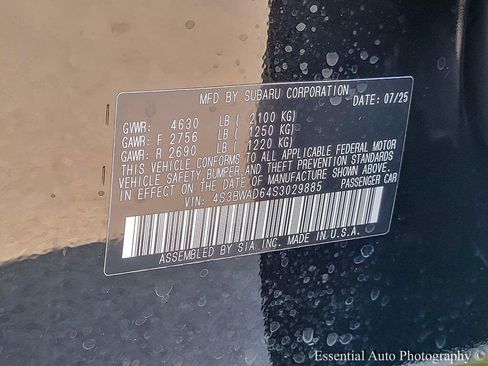 MFD BY SUBARU CORPORATION
DATE: 07/25
GVWR: 4630 LB ( 2100 KG)
GAWR: F 2756 LB ( 1250 KG)
GAWR: R 2690 LB ( 1220 KG)
THIS VEHICLE CONFORMS TO ALL APPLICABLE FEDERAL MOTOR
VEHICLE SAFETY, BUMPER, AND THEFT PREVENTION STANDARDS
IN EFFECT ON THE DATE OF MANUFACTURE SHOWN ABOVE.
VIN: 4S3BWAD64S3029885 PASSENGER CAR
ASSEMBLED BY SIA INC. MADE IN U.S.A.
Essential Auto Photography ©